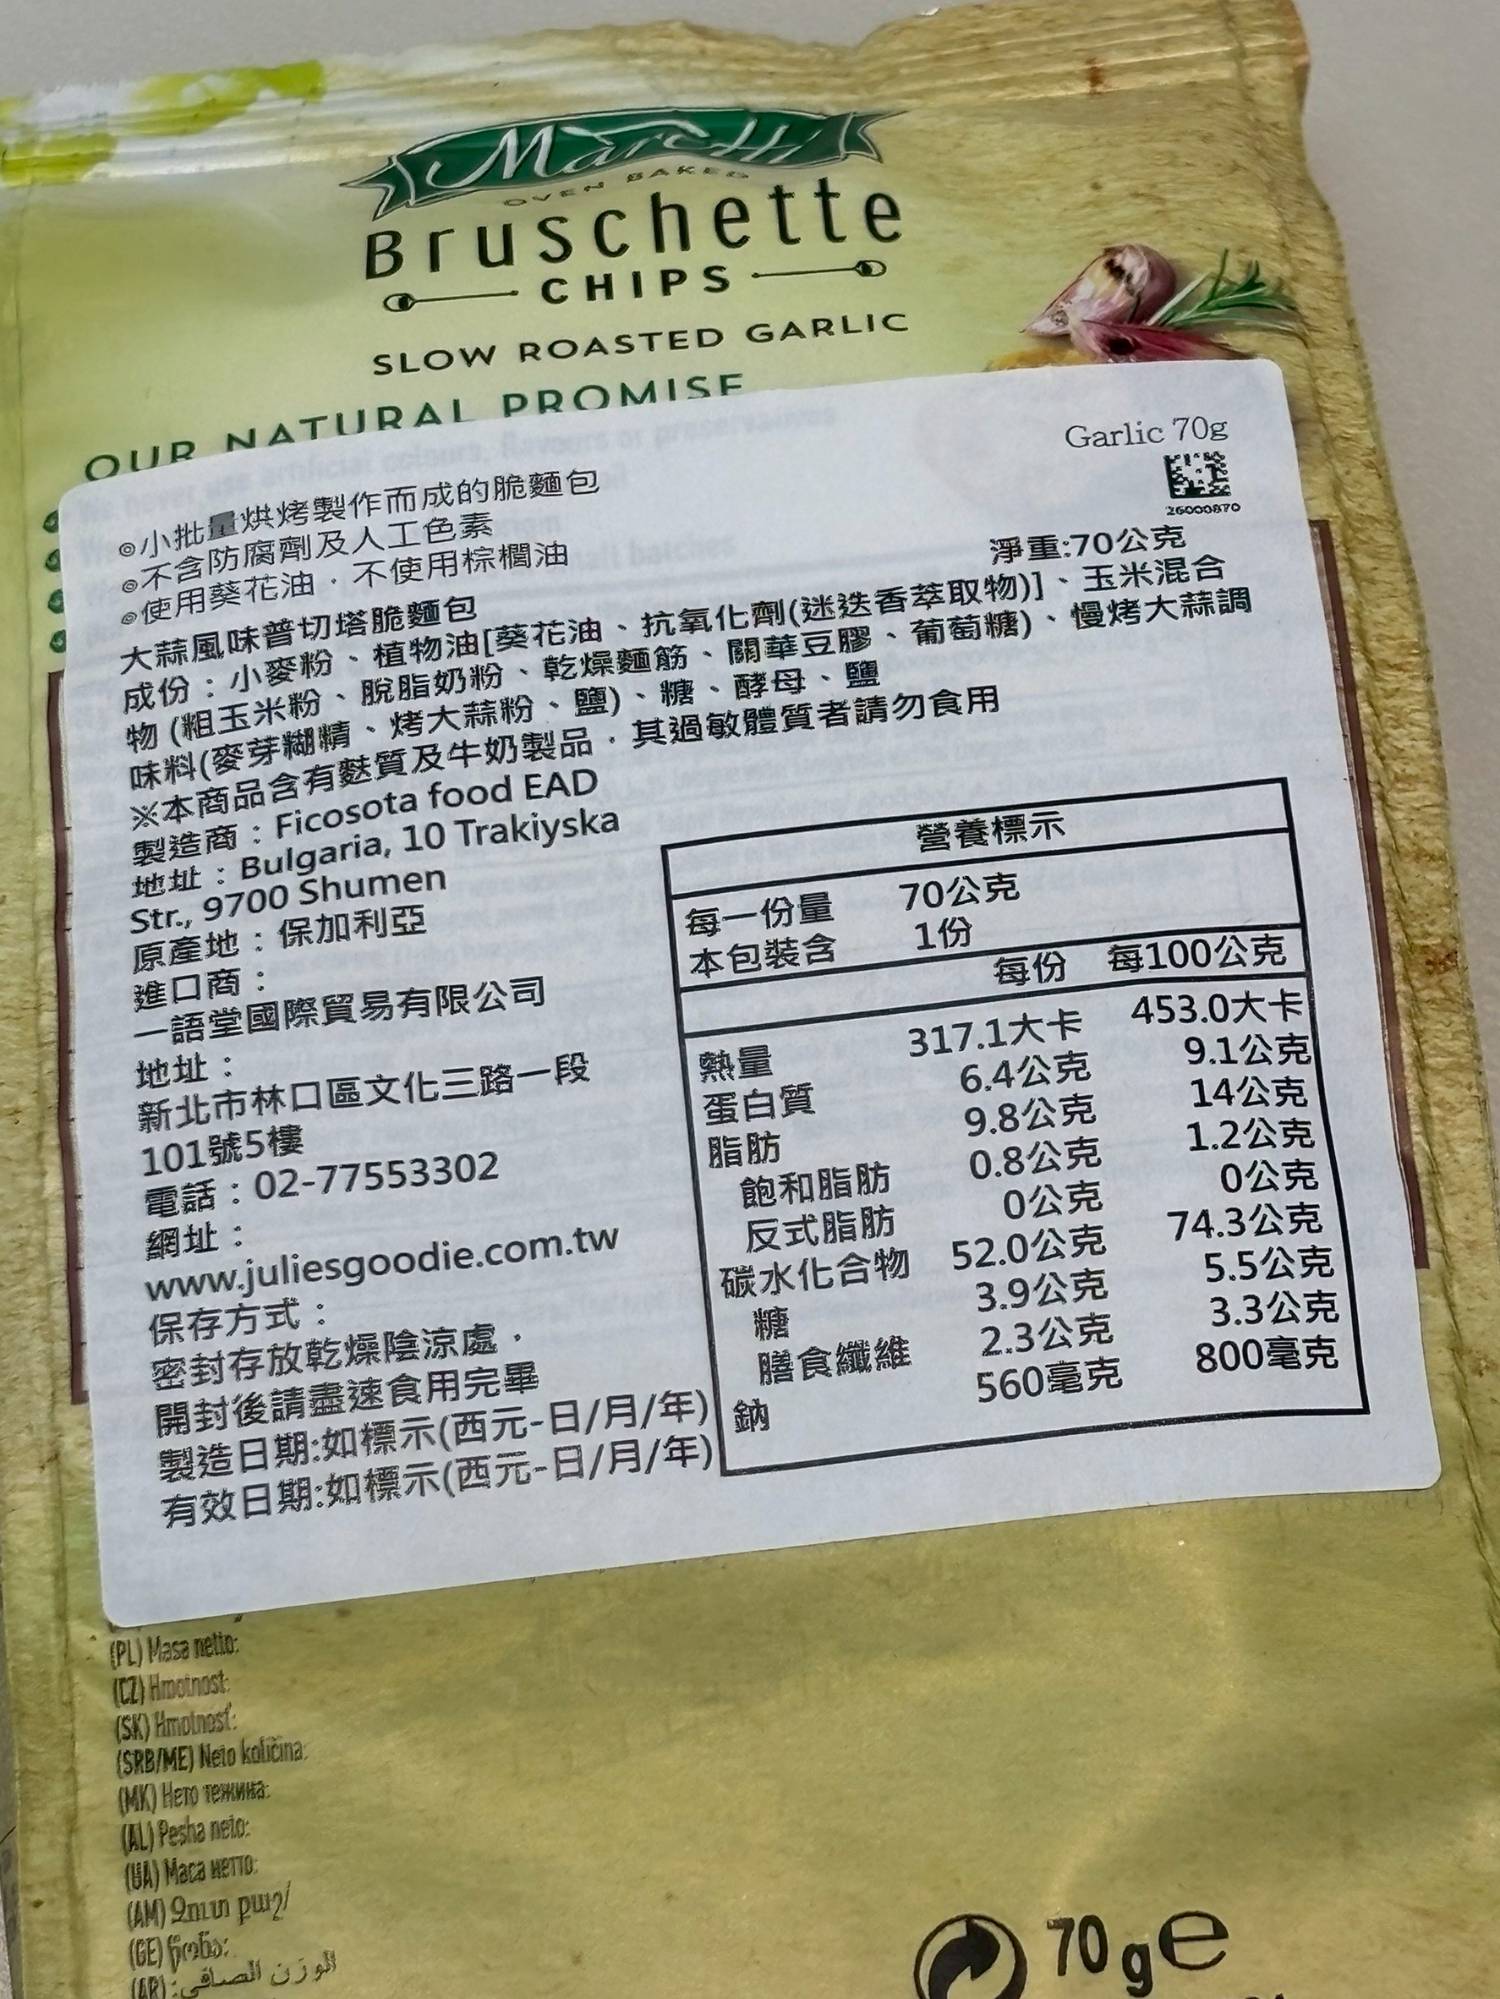 Maretti
OVEN BAKED
Bruschette
CHIPS
SLOW ROASTED GARLIC
OUR NATURAL PROMISE
Garlic 70g
26000870
◎小批量烘烤製作而成的脆麵包
◎不含防腐劑及人工色素
◎使用葵花油，不使用棕櫚油
淨重:70公克
大蒜風味普切塔脆麵包
成份：小麥粉、植物油[葵花油、抗氧化劑(迷迭香萃取物)]、玉米混合
物 (粗玉米粉、脫脂奶粉、乾燥麵筋、關華豆膠、葡萄糖)、慢烤大蒜調
味料(麥芽糊精、烤大蒜粉、鹽)、糖、酵母、鹽
※本商品含有麩質及牛奶製品，其過敏體質者請勿食用
製造商：Ficosota food EAD
地址：Bulgaria, 10 Trakiyska
Str., 9700 Shumen
原產地：保加利亞
進口商：
一語堂國際貿易有限公司
地址：
新北市林口區文化三路一段
101號5樓
電話：02-77553302
網址：
www.juliesgoodie.com.tw
保存方式：
密封存放乾燥陰涼處，
開封後請盡速食用完畢
製造日期:如標示(西元-日/月/年)
有效日期:如標示(西元-日/月/年)
營養標示
每一份量 70公克
本包裝含 1份
每份 每100公克
熱量 317.1大卡 453.0大卡
蛋白質 6.4公克 9.1公克
脂肪 9.8公克 14公克
飽和脂肪 0.8公克 1.2公克
反式脂肪 0公克 0公克
碳水化合物 52.0公克 74.3公克
糖 3.9公克 5.5公克
膳食纖維 2.3公克 3.3公克
鈉 560毫克 800毫克
(PL) Masa netto:
(CZ) Hmotnost:
(SK) Hmotnosť:
(SRB/ME) Neto količina:
(MK) Нето тежина:
(AL) Pesha neto:
(UA) Маса нетто:
(AM) Զուտ քաշ/
(GE) წონა:
(AR) الوزن الصافي:
70 g e